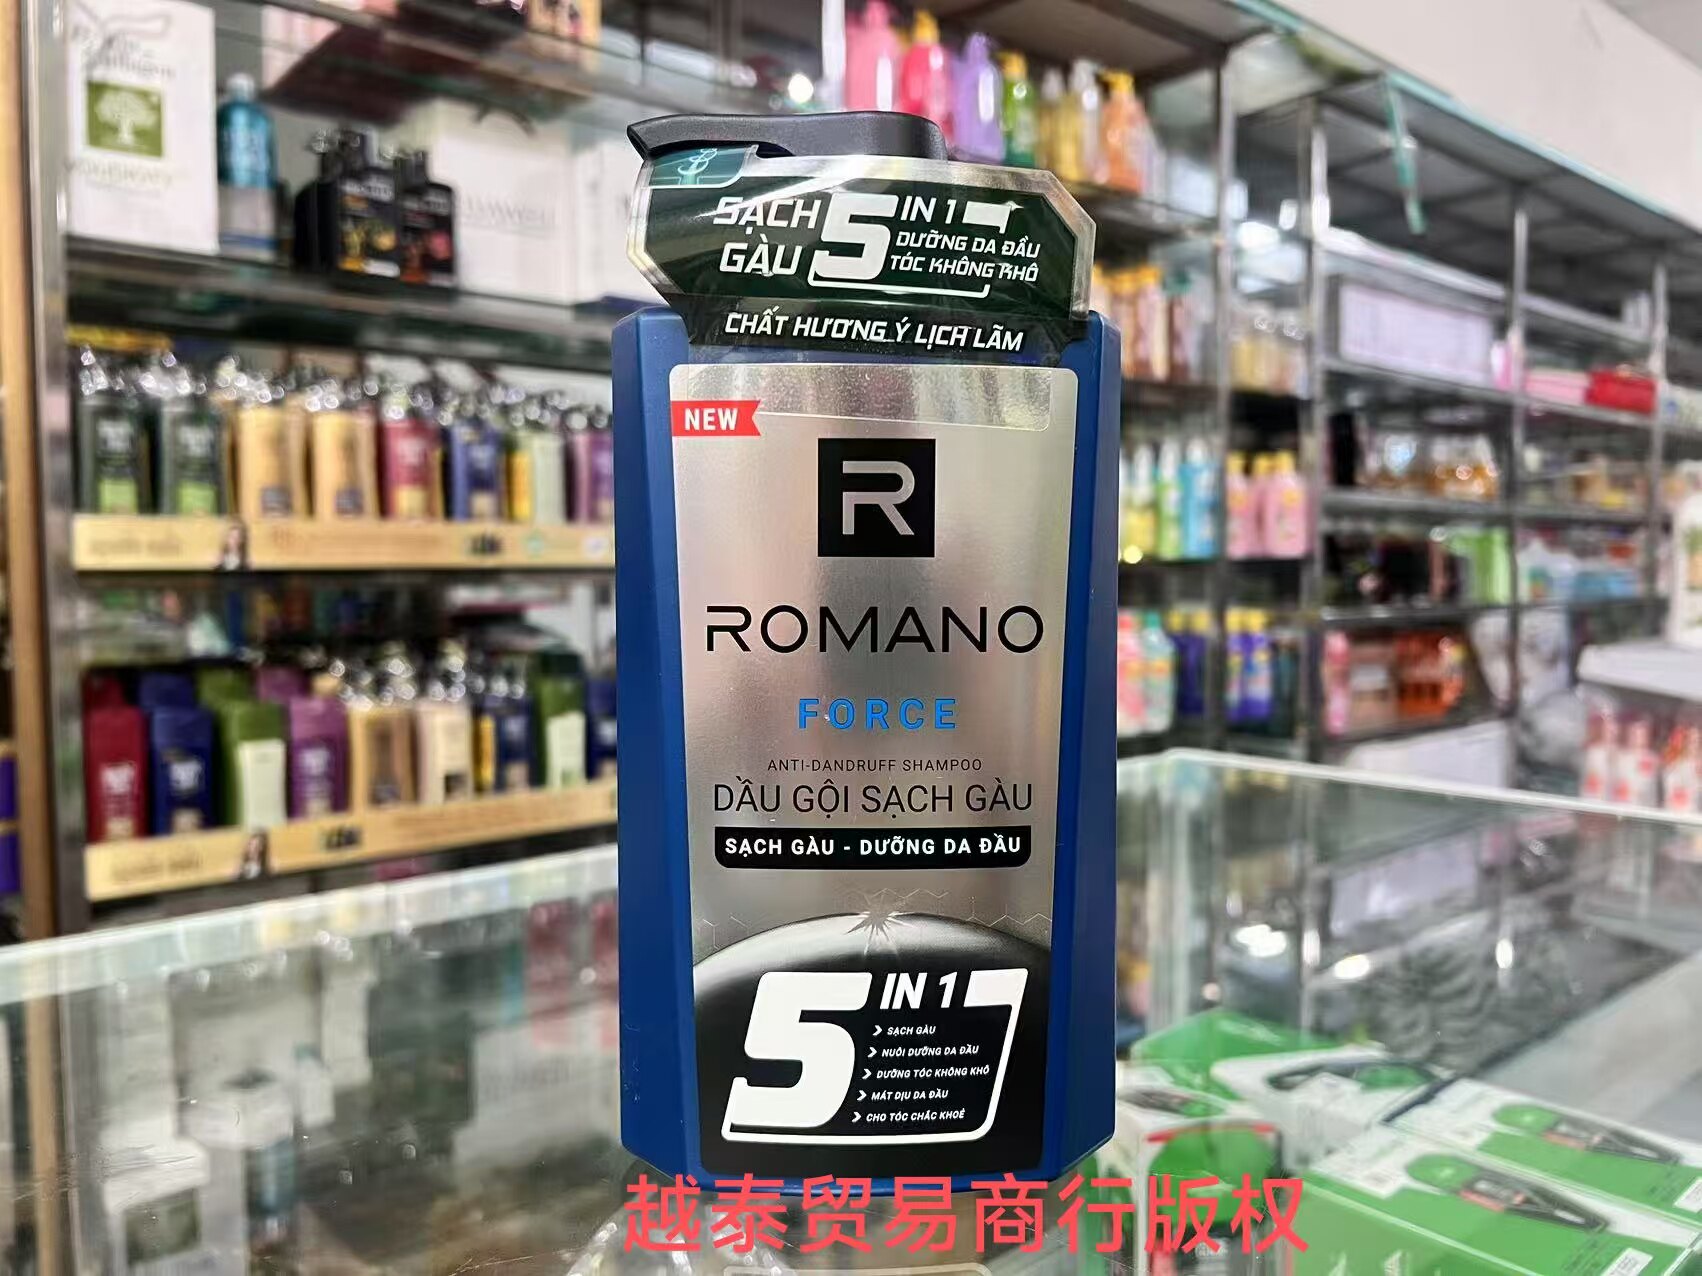 SẠCH GÀU
5 IN 1
DƯỠNG DA ĐẦU
TÓC KHÔNG KHÔ
CHẤT HƯƠNG Ý LỊCH LÃM
NEW
R
ROMANO
FORCE
ANTI-DANDRUFF SHAMPOO
DẦU GỘI SẠCH GÀU
SẠCH GÀU - DƯỠNG DA ĐẦU
5 IN 1
SẠCH GÀU
NUÔI DƯỠNG DA ĐẦU
DƯỠNG TÓC KHÔNG KHÔ
MÁT DỊU DA ĐẦU
CHO TÓC CHẮC KHOẺ
越泰贸易商行版权